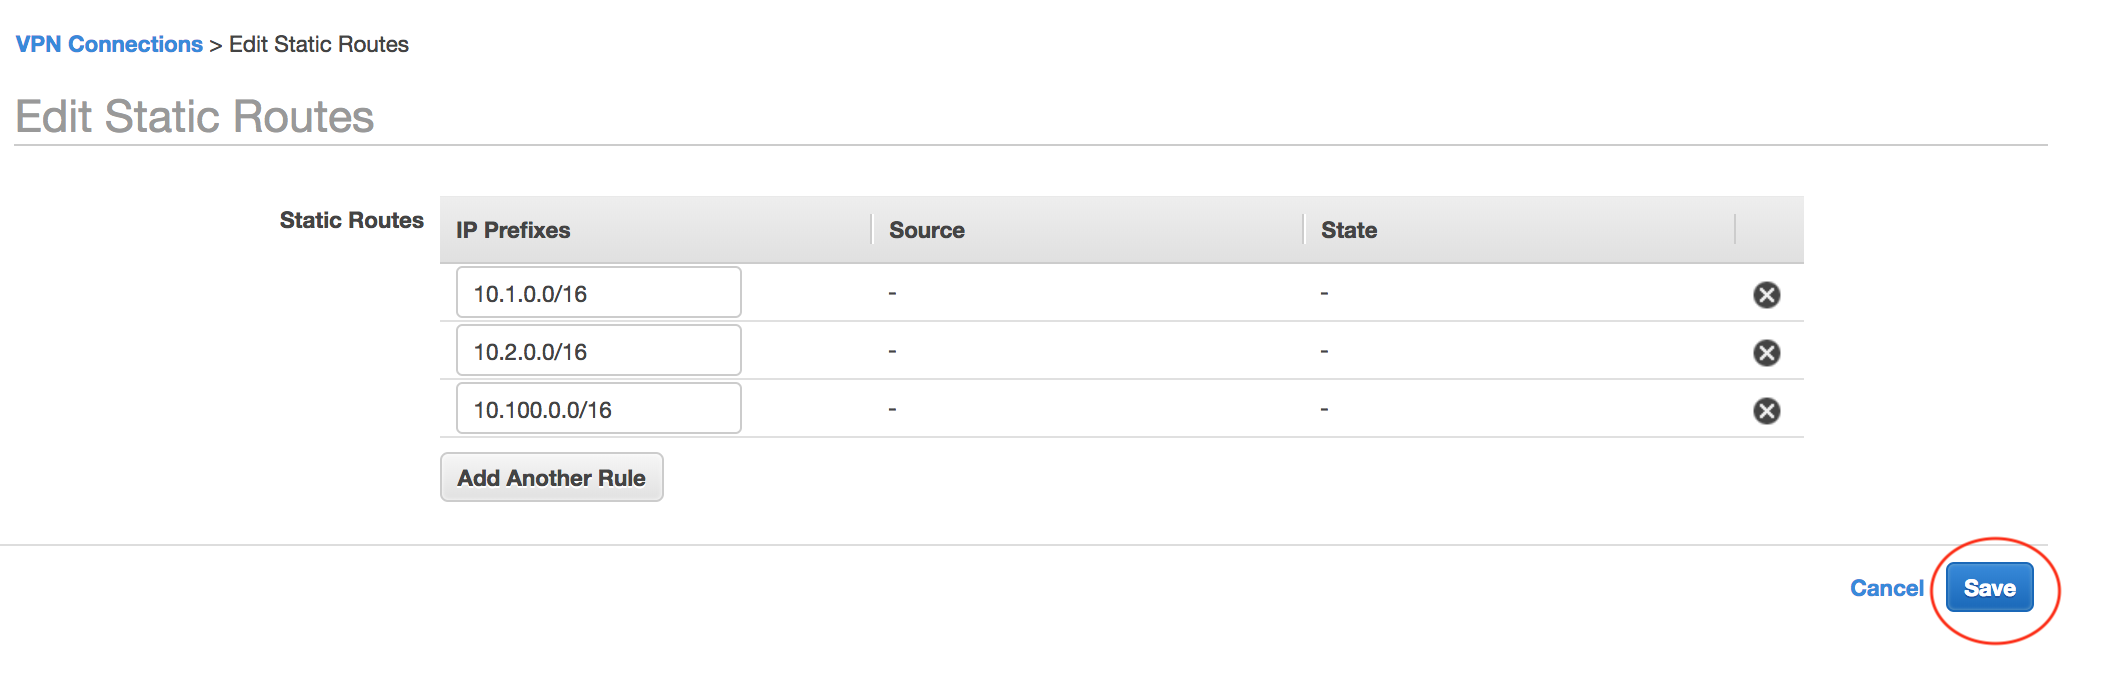 VPN Connections > Edit Static Routes
Edit Static Routes
Static Routes
IP Prefixes Source State
10.1.0.0/16 - -
10.2.0.0/16 - -
10.100.0.0/16 - -
Add Another Rule
Cancel Save